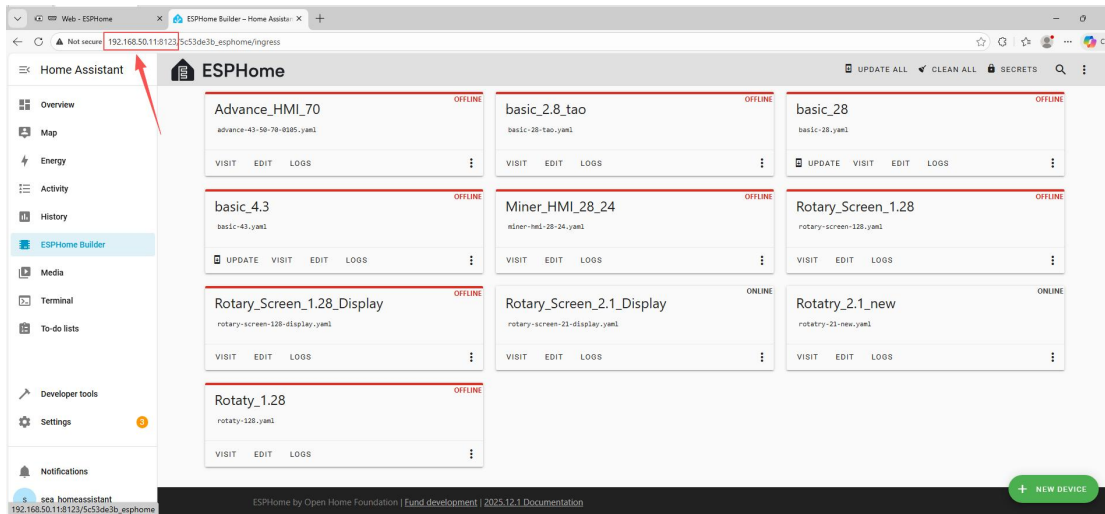 Web - ESPHome
ESPHome Builder – Home Assistan
Not secure 192.168.50.11:8123/5c53de3b_esphome/ingress
Home Assistant
ESPHome
UPDATE ALL CLEAN ALL SECRETS
Overview
Map
Energy
Activity
History
ESPHome Builder
Media
Terminal
To-do lists
Developer tools
Settings 3
Notifications
s sea_homeassistant
192.168.50.11:8123/5c53de3b_esphome
OFFLINE
Advance_HMI_70
advance-43-50-70-0105.yaml
VISIT EDIT LOGS
OFFLINE
basic_2.8_tao
basic-28-tao.yaml
VISIT EDIT LOGS
OFFLINE
basic_28
basic-28.yaml
UPDATE VISIT EDIT LOGS
OFFLINE
basic_4.3
basic-43.yaml
UPDATE VISIT EDIT LOGS
OFFLINE
Miner_HMI_28_24
miner-hmi-28-24.yaml
VISIT EDIT LOGS
OFFLINE
Rotary_Screen_1.28
rotary-screen-128.yaml
VISIT EDIT LOGS
OFFLINE
Rotary_Screen_1.28_Display
rotary-screen-128-display.yaml
VISIT EDIT LOGS
ONLINE
Rotary_Screen_2.1_Display
rotary-screen-21-display.yaml
VISIT EDIT LOGS
ONLINE
Rotatry_2.1_new
rotatry-21-new.yaml
VISIT EDIT LOGS
OFFLINE
Rotaty_1.28
rotaty-128.yaml
VISIT EDIT LOGS
ESPHome by Open Home Foundation | Fund development | 2025.12.1 Documentation
+ NEW DEVICE